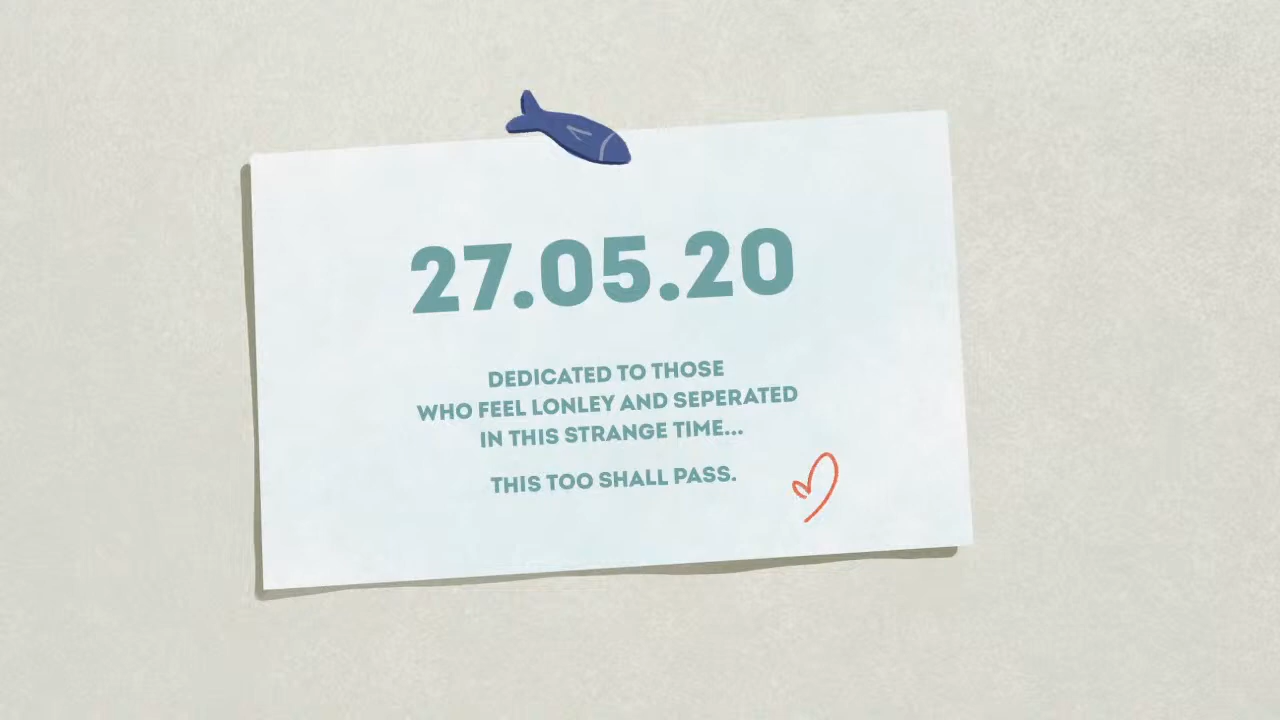 27.05.20
DEDICATED TO THOSE
WHO FEEL LONLEY AND SEPERATED
IN THIS STRANGE TIME...
THIS TOO SHALL PASS.